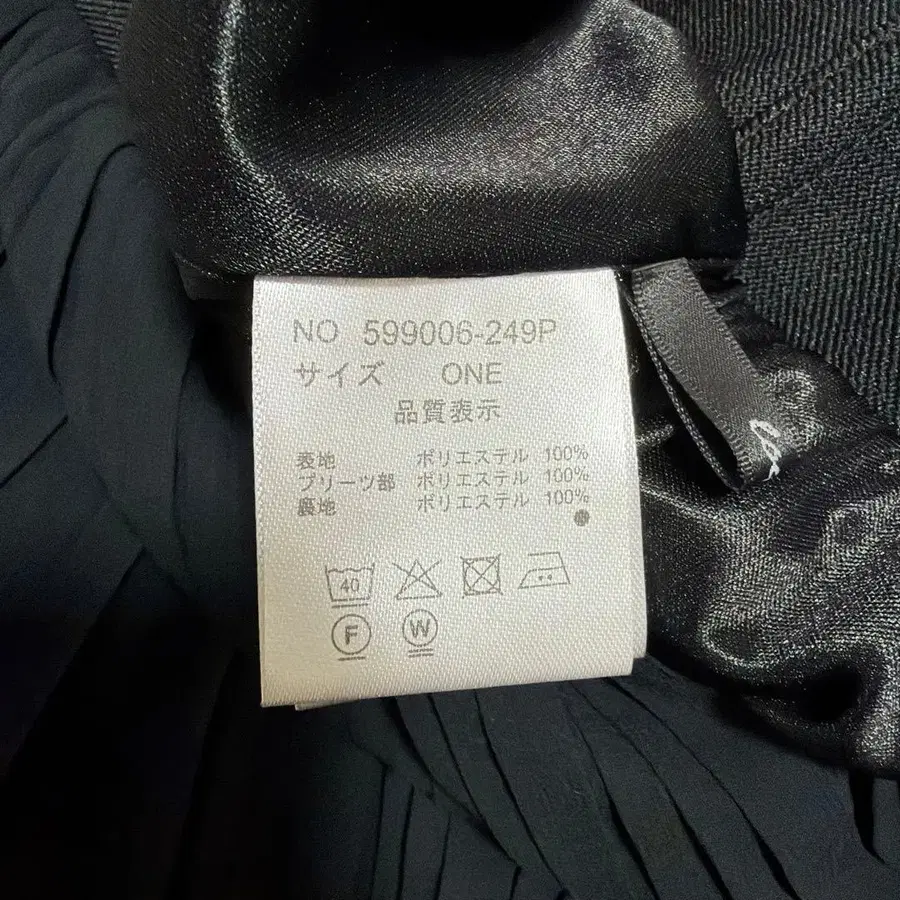 NO 599006-249P
サイズ ONE
品質表示
表地 ポリエステル 100%
プリーツ部 ポリエステル 100%
裏地 ポリエステル 100%
40
F W